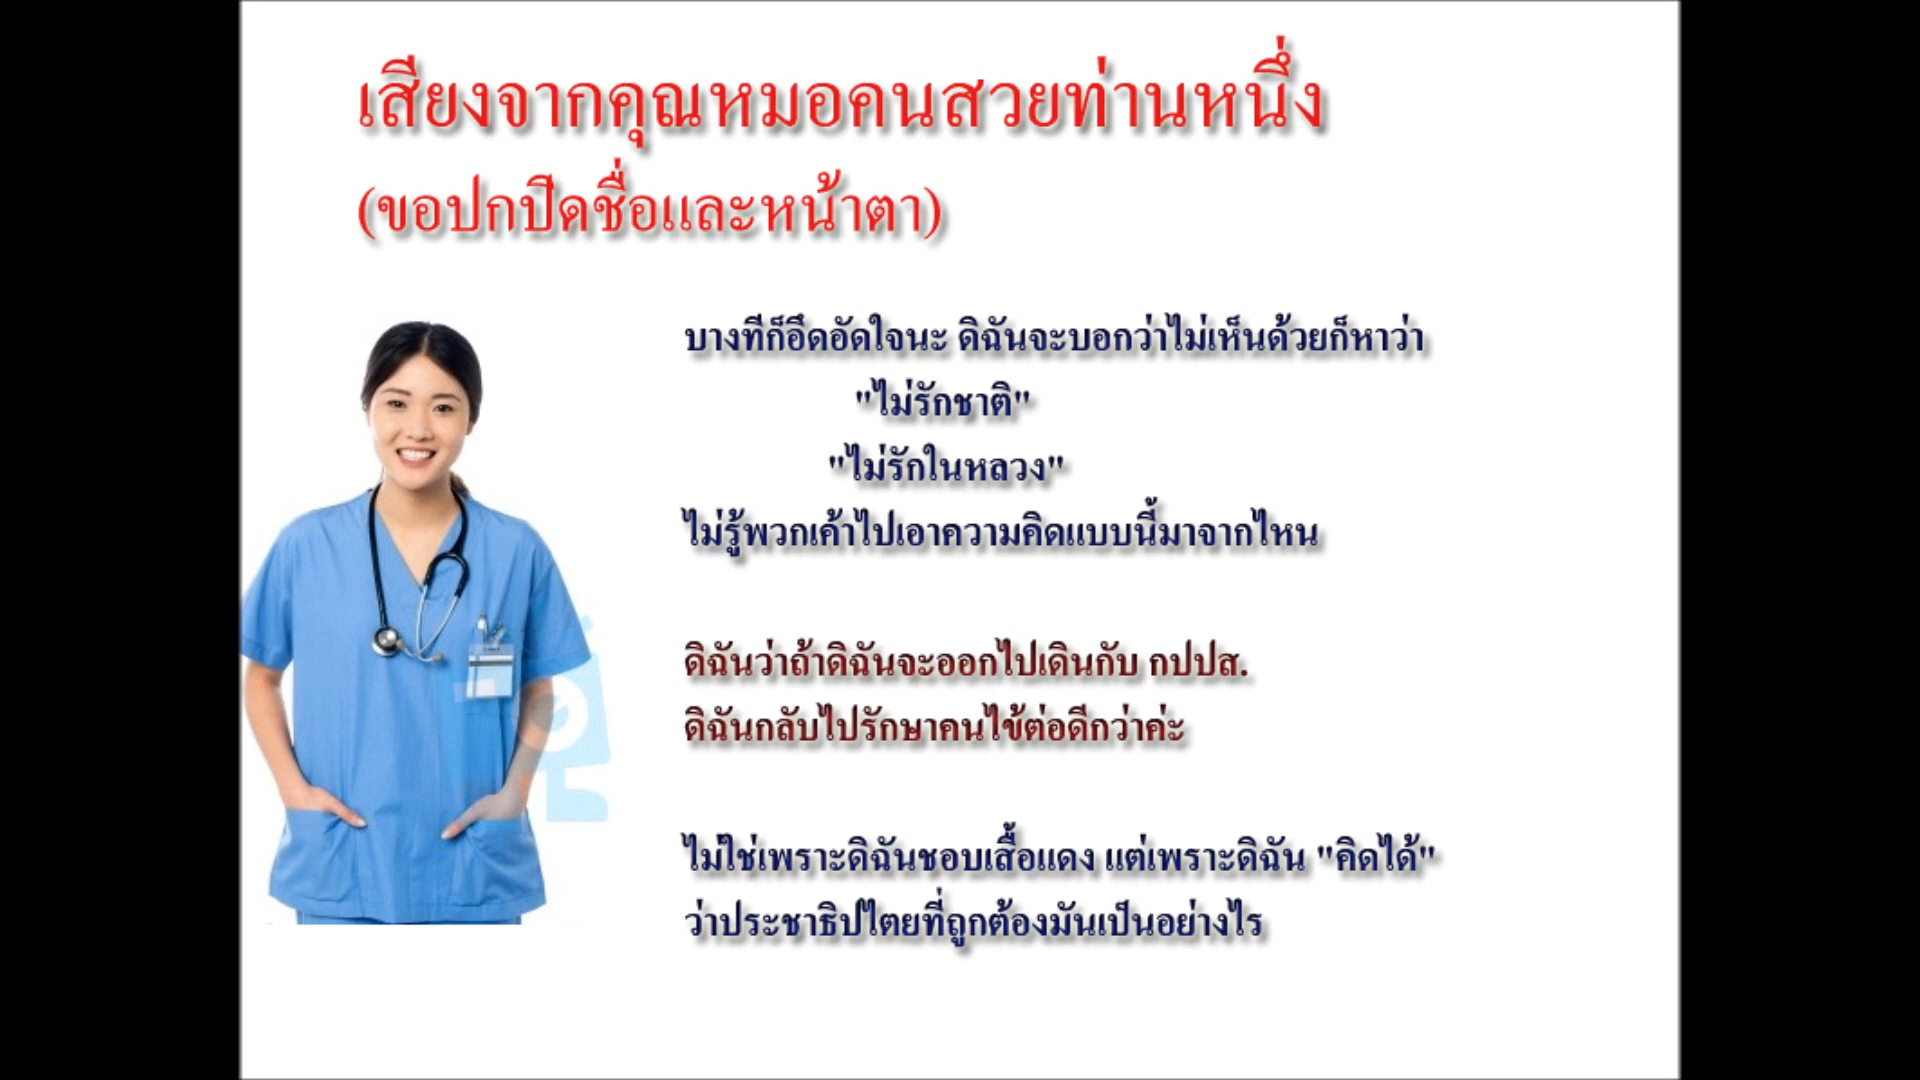 เสียงจากคุณหมอคนสวยท่านหนึ่ง
(ขอปกปิดชื่อและหน้าตา)
บางทีก็อึดอัดใจนะ ดิฉันจะบอกว่าไม่เห็นด้วยก็หาว่า
"ไม่รักชาติ"
"ไม่รักในหลวง"
ไม่รู้พวกเค้าไปเอาความคิดแบบนี้มาจากไหน
ดิฉันว่าถ้าดิฉันจะออกไปเดินกับ กปปส.
ดิฉันกลับไปรักษาคนไข้ต่อดีกว่าค่ะ
ไม่ใช่เพราะดิฉันชอบเสื้อแดง แต่เพราะดิฉัน "คิดได้"
ว่าประชาธิปไตยที่ถูกต้องมันเป็นอย่างไร